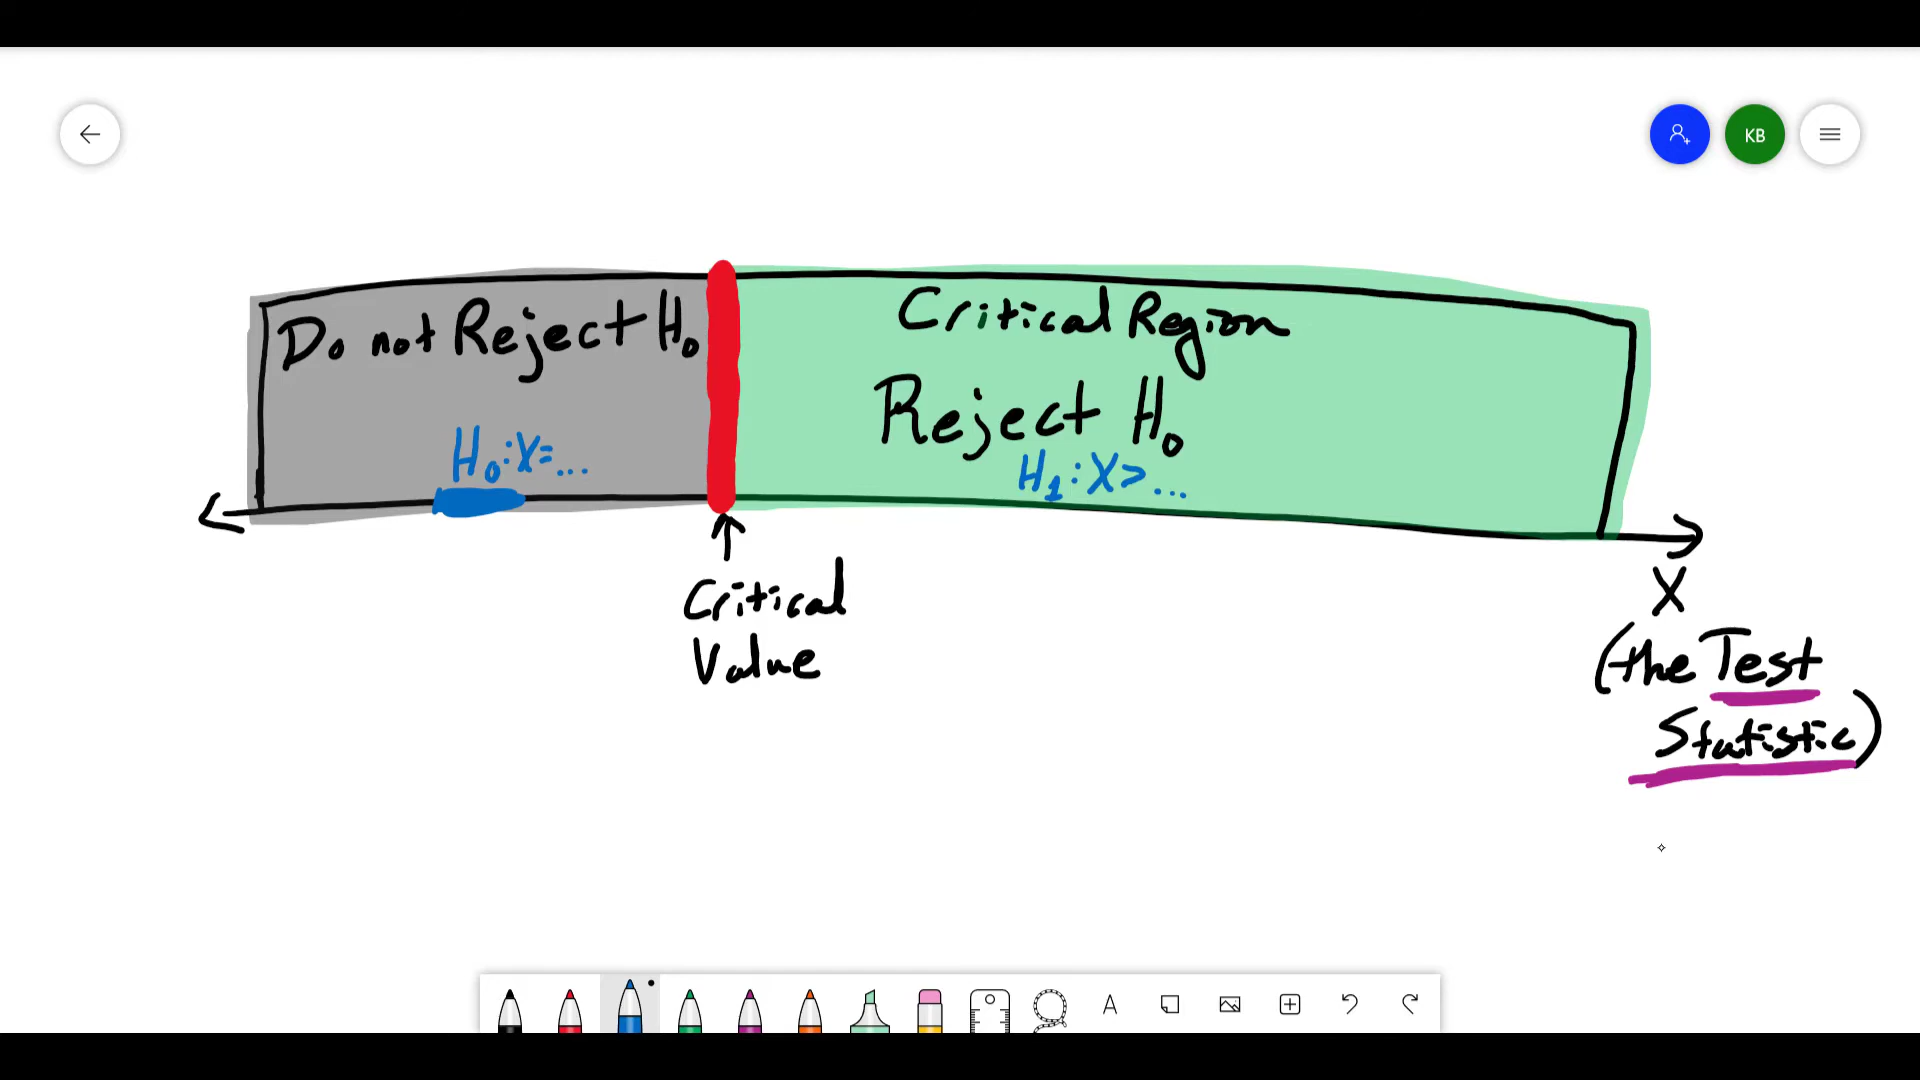 KB
Do not Reject H₀
Critical Region
Reject H₀
H₀:X=...
H₁:X>...
Critical
Value
X
(the Test
Statistic)
A